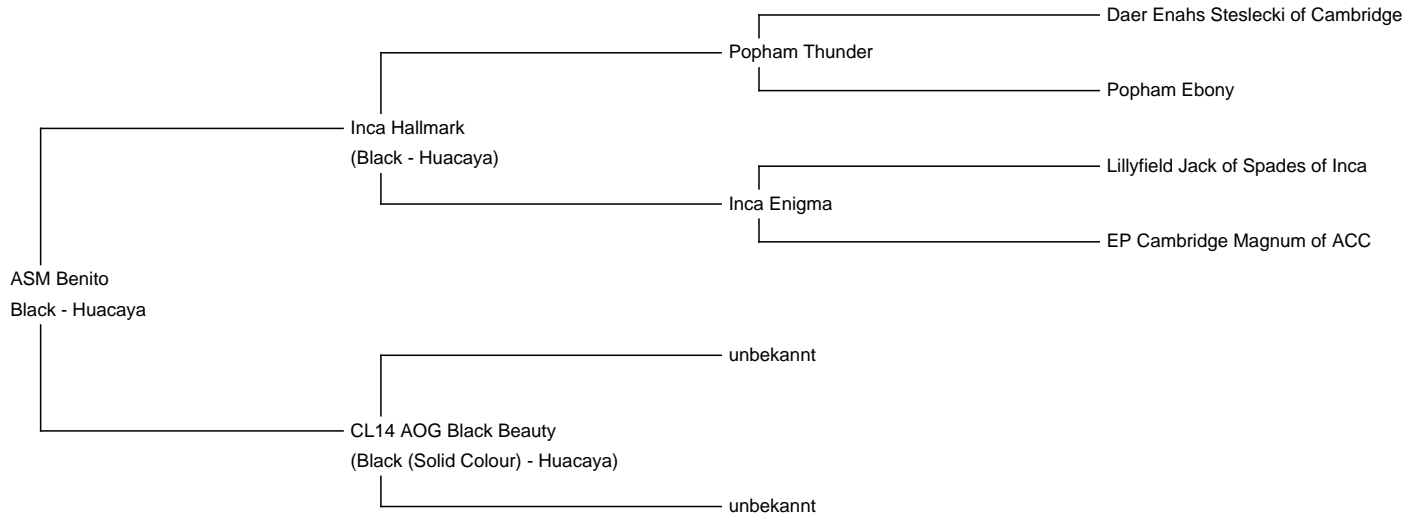 Daer Enahs Steslecki of Cambridge
Popham Thunder
Popham Ebony
Inca Hallmark
(Black - Huacaya)
Lillyfield Jack of Spades of Inca
Inca Enigma
EP Cambridge Magnum of ACC
ASM Benito
Black - Huacaya
unbekannt
CL14 AOG Black Beauty
(Black (Solid Colour) - Huacaya)
unbekannt